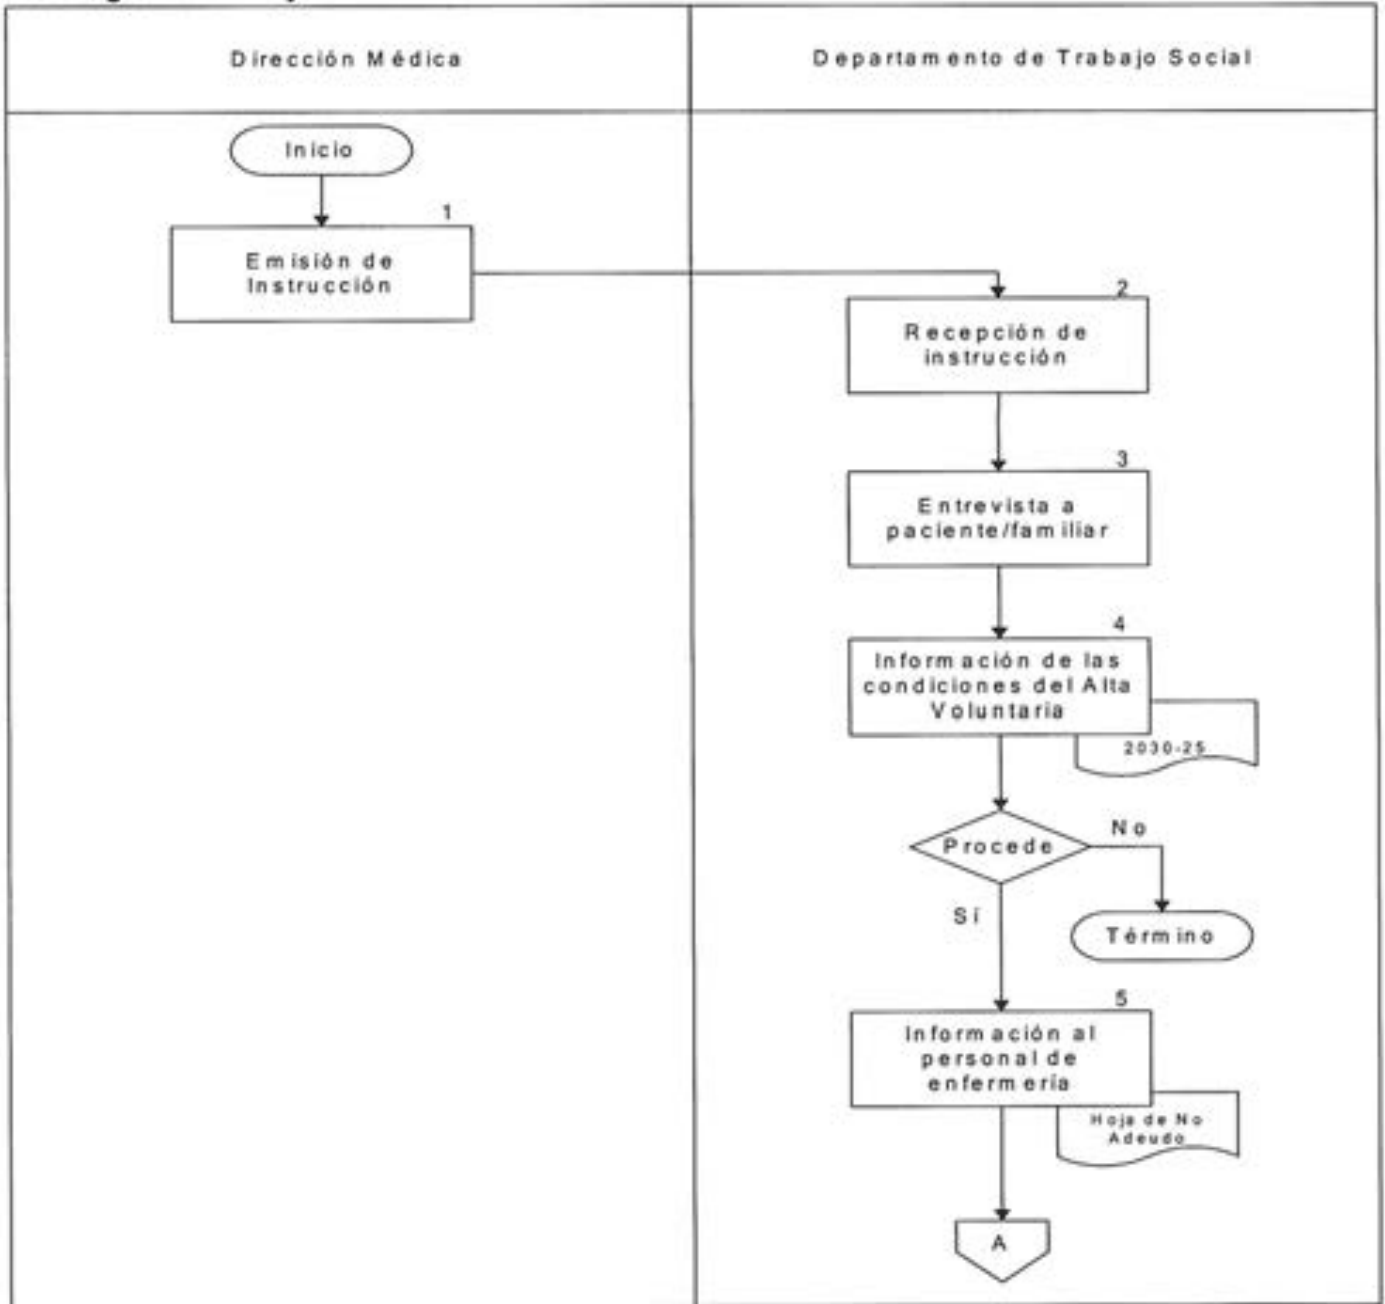 Dirección Médica
Departamento de Trabajo Social
Inicio
1
Emisión de
Instrucción
2
Recepción de
instrucción
3
Entrevista a
paciente/familiar
4
Información de las
condiciones del Alta
Voluntaria
2030-25
Procede
No
Sí
Término
5
Información al
personal de
enfermería
Hoja de No
Adeudo
A